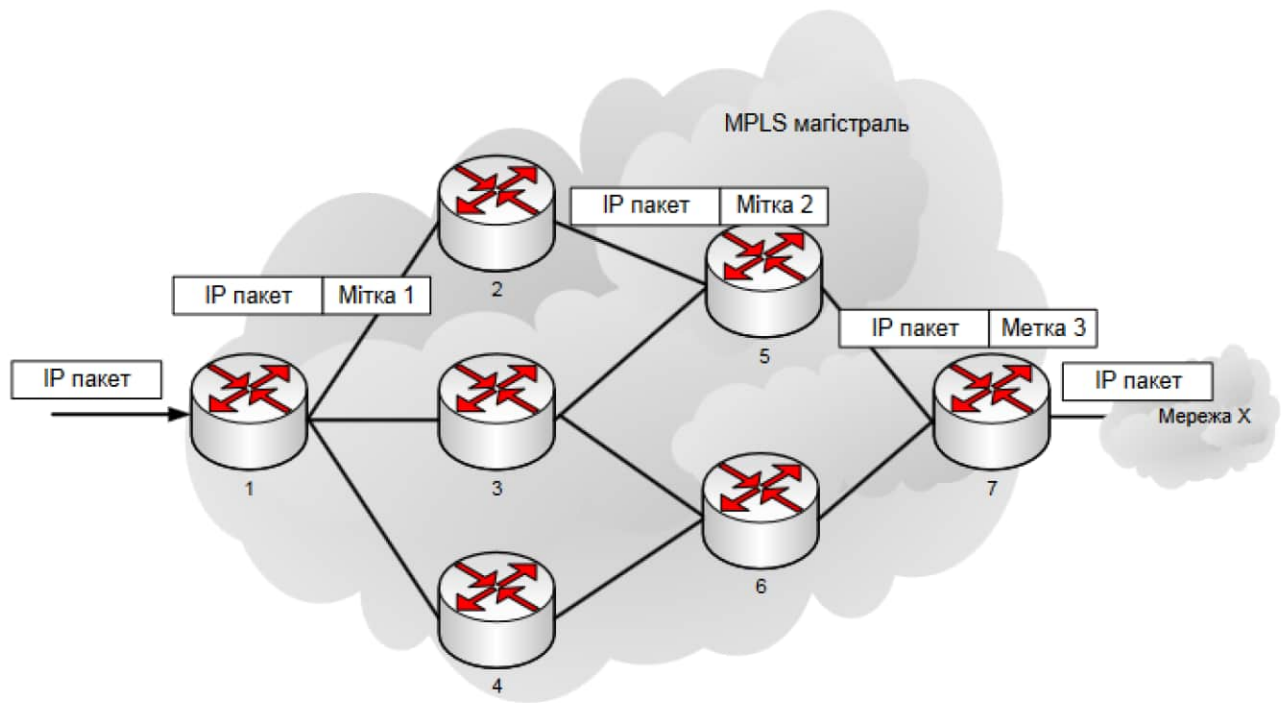 MPLS магістраль
IP пакет Мітка 2
2
IP пакет Мітка 1
5
IP пакет Метка 3
IP пакет
IP пакет
Мережа X
1
3
7
6
4